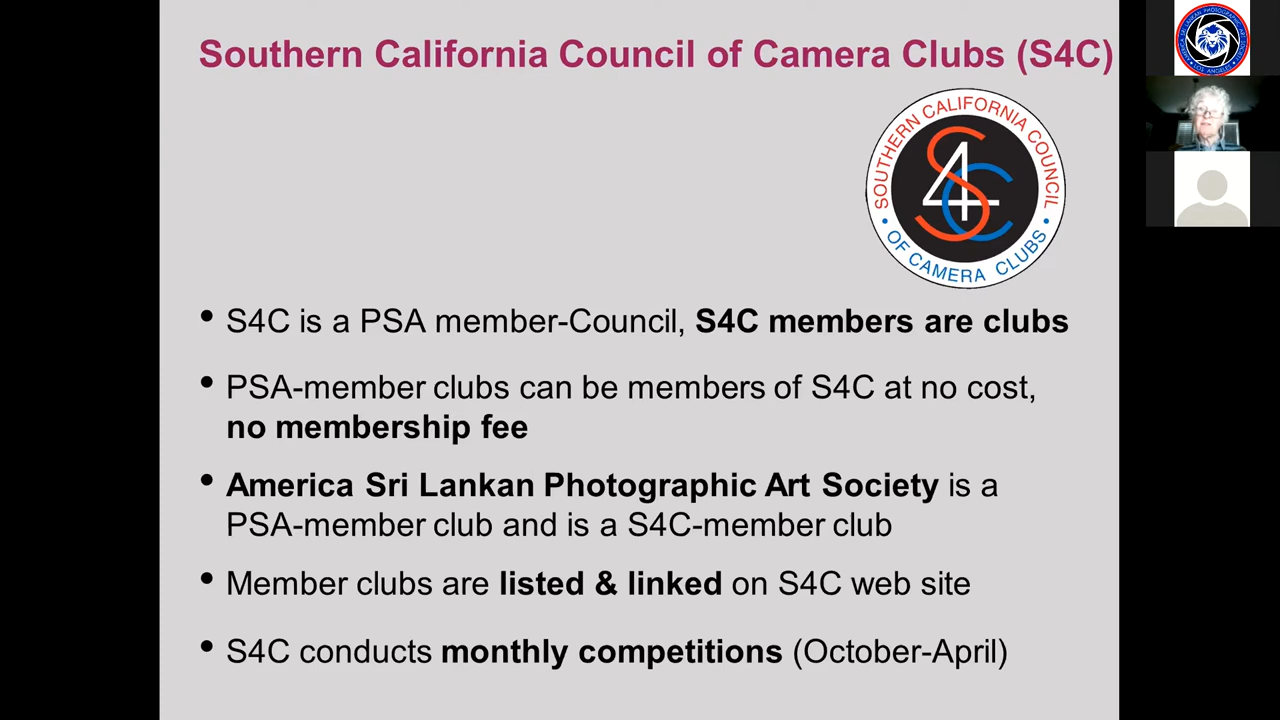 Southern California Council of Camera Clubs (S4C)
SOUTHERN CALIFORNIA COUNCIL
S4C
• OF CAMERA CLUBS •
• S4C is a PSA member-Council, S4C members are clubs
• PSA-member clubs can be members of S4C at no cost,
no membership fee
• America Sri Lankan Photographic Art Society is a
PSA-member club and is a S4C-member club
• Member clubs are listed & linked on S4C web site
• S4C conducts monthly competitions (October-April)
LOS ANGELES